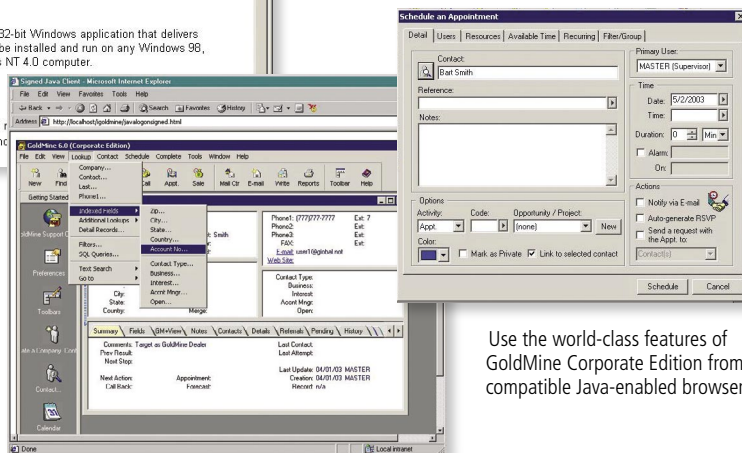 32-bit Windows application that delivers
be installed and run on any Windows 98,
s NT 4.0 computer.
Signed Java Client - Microsoft Internet Explorer
File Edit View Favorites Tools Help
Back Search Favorites History
Address http://localhost/goldmine/javalogonsigned.html
GoldMine 6.0 (Corporate Edition)
File Edit View Lookup Contact Schedule Complete Tools Window Help
New Find Call Appt. Sale Mail Ctr E-mail Write Reports Toolbar Help
Getting Started
Company...
Contact...
Last...
Phone1...
Indexed Fields
Additional Lookups
Detail Records...
Filters...
SQL Queries...
Text Search
Go to
Zip...
City...
State...
Country...
Account No...
Contact Type...
Business...
Interest...
Acct Mngr...
Open...
Smith
Phone1: (777)777-7777 Ext: 7
Phone2: Ext:
Phone3: Ext:
FAX: Ext:
E-mail: user1@global.net
Web Site:
Contact Type:
Business:
Interest:
Acct Mngr:
Open:
City:
State:
Country: Merge:
Preferences
Toolbars
Contact...
Calendar
Summary Fields GM+View Notes Contacts Details Referrals Pending History
Comments: Target as GoldMine Dealer
Prev Result:
Next Step:
Next Action: Appointment:
Call Back: Forecast:
Last Contact:
Last Attempt:
Last Update: 04/01/03 MASTER
Creation: 04/01/03 MASTER
Record: n/a
Done Local intranet
Schedule an Appointment
Detail Users Resources Available Time Recurring Filter/Group
Contact:
Bart Smith
Reference:
Notes:
Primary User:
MASTER (Supervisor)
Time
Date: 5/2/2003
Time:
Duration: 0 Min
Alarm:
On:
Options
Activity: Code: Opportunity / Project:
Appt. (none) New
Color:
Mark as Private Link to selected contact
Actions
Notify via E-mail
Auto-generate RSVP
Send a request with
the Appt. to:
Contact(s)
Schedule Cancel
Use the world-class features of
GoldMine Corporate Edition from
compatible Java-enabled browser